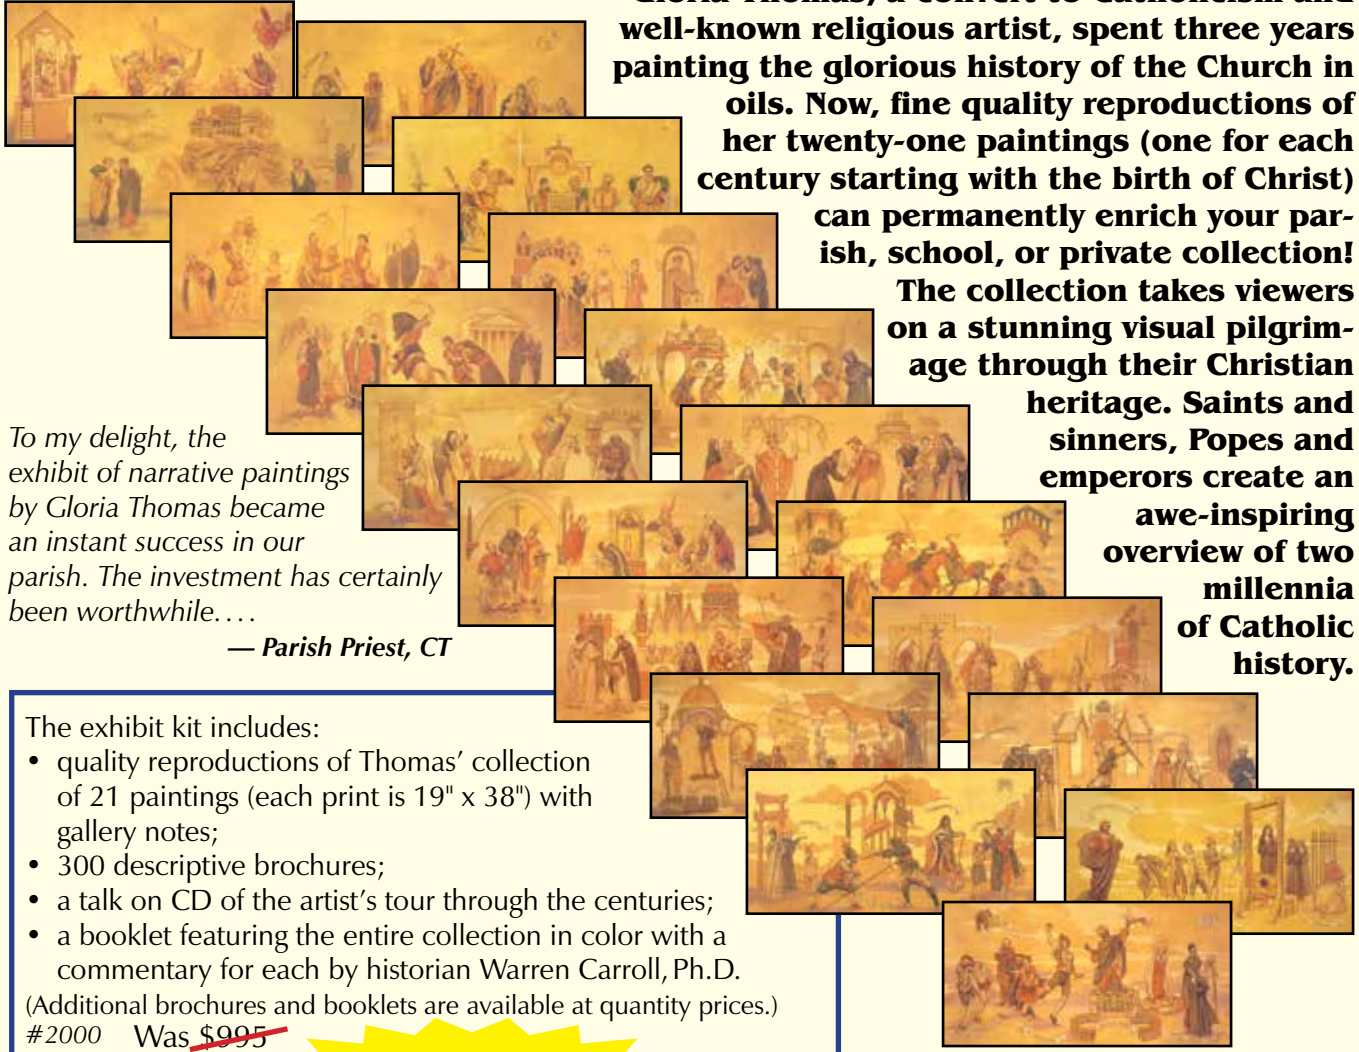 Gloria Thomas, a convert to Catholicism and
well-known religious artist, spent three years
painting the glorious history of the Church in
oils. Now, fine quality reproductions of
her twenty-one paintings (one for each
century starting with the birth of Christ)
can permanently enrich your par-
ish, school, or private collection!
The collection takes viewers
on a stunning visual pilgrim-
age through their Christian
heritage. Saints and
sinners, Popes and
emperors create an
awe-inspiring
overview of two
millennia
of Catholic
history.
To my delight, the
exhibit of narrative paintings
by Gloria Thomas became
an instant success in our
parish. The investment has certainly
been worthwhile....
— Parish Priest, CT
The exhibit kit includes:
• quality reproductions of Thomas' collection
of 21 paintings (each print is 19" x 38") with
gallery notes;
• 300 descriptive brochures;
• a talk on CD of the artist's tour through the centuries;
• a booklet featuring the entire collection in color with a
commentary for each by historian Warren Carroll, Ph.D.
(Additional brochures and booklets are available at quantity prices.)
#2000 Was $995